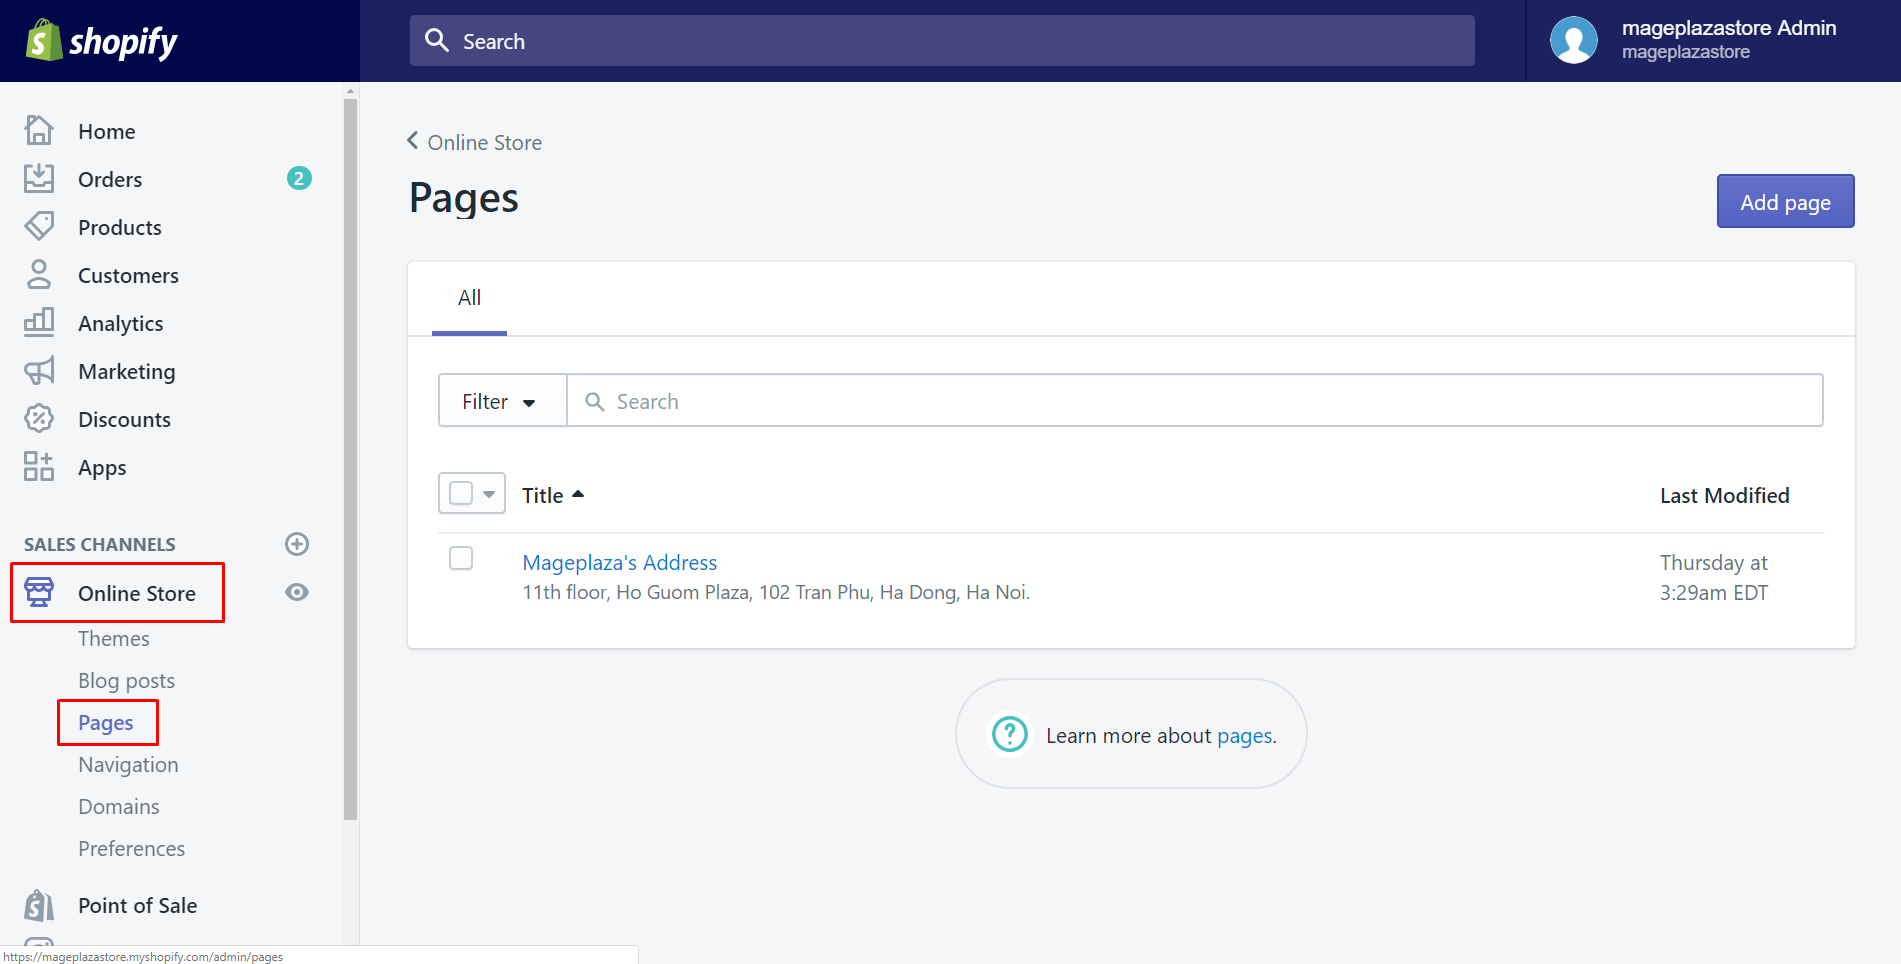 shopify
Search
mageplazastore Admin
mageplazastore
Home
Orders
2
Products
Customers
Analytics
Marketing
Discounts
Apps
SALES CHANNELS
Online Store
Themes
Blog posts
Pages
Navigation
Domains
Preferences
Point of Sale
https://mageplazastore.myshopify.com/admin/pages
Online Store
Pages
Add page
All
Filter
Search
Title
Last Modified
Mageplaza's Address
11th floor, Ho Guom Plaza, 102 Tran Phu, Ha Dong, Ha Noi.
Thursday at
3:29am EDT
Learn more about pages.